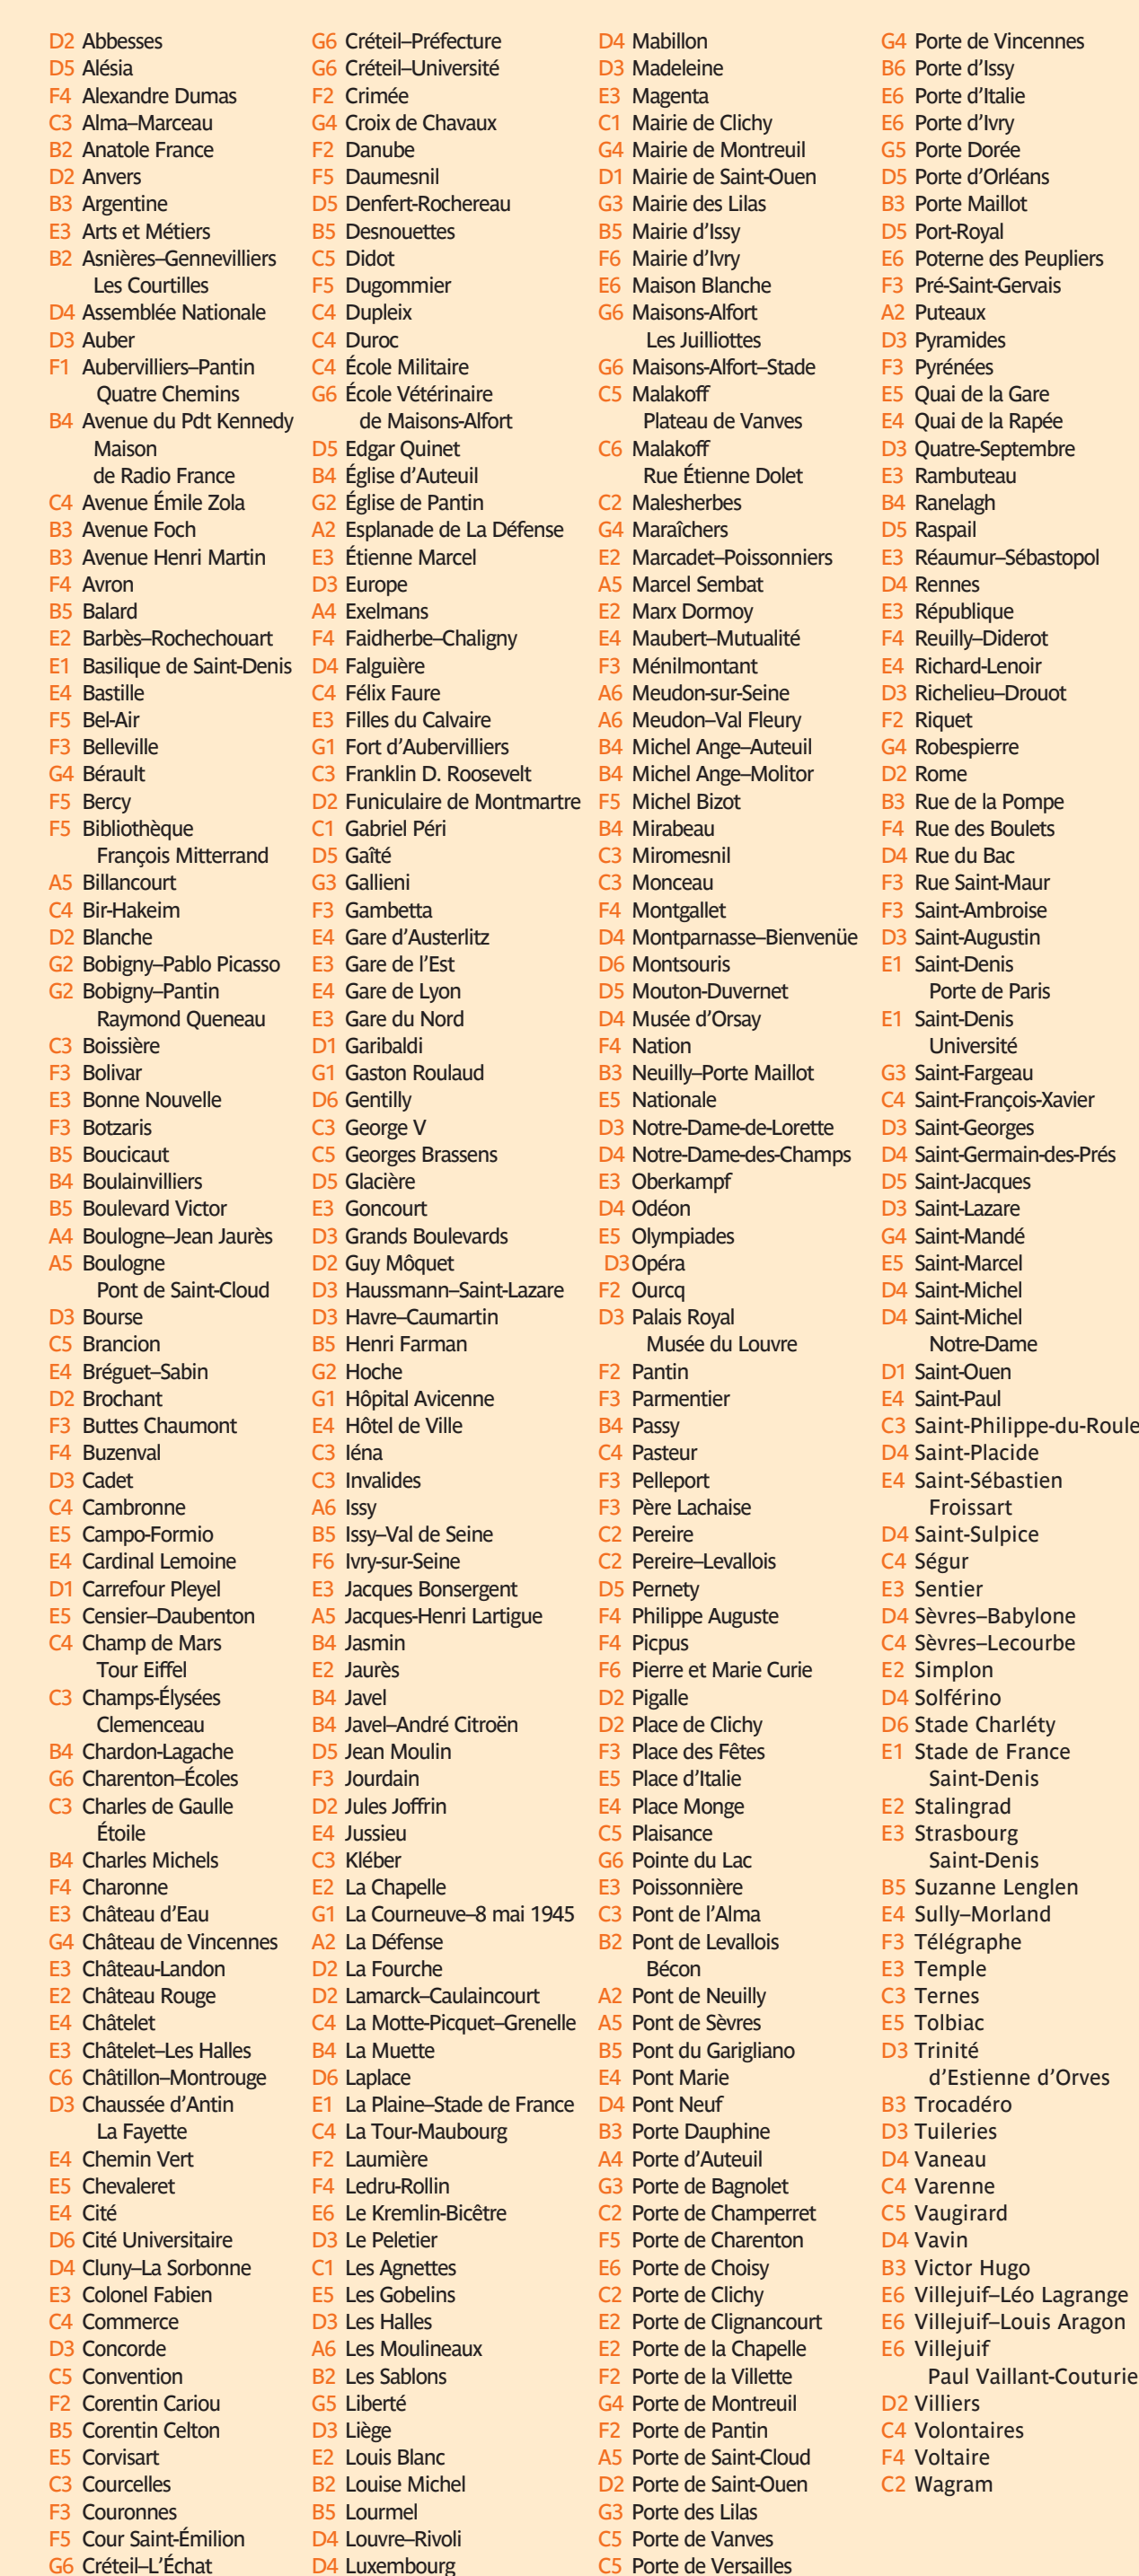 D2 Abbesses
D5 Alésia
F4 Alexandre Dumas
C3 Alma–Marceau
B2 Anatole France
D2 Anvers
B3 Argentine
E3 Arts et Métiers
B2 Asnières–Gennevilliers
Les Courtilles
D4 Assemblée Nationale
D3 Auber
F1 Aubervilliers–Pantin
Quatre Chemins
B4 Avenue du Pdt Kennedy
Maison
de Radio France
C4 Avenue Émile Zola
B3 Avenue Foch
B3 Avenue Henri Martin
F4 Avron
B5 Balard
E2 Barbès–Rochechouart
E1 Basilique de Saint-Denis
E4 Bastille
F5 Bel-Air
F3 Belleville
G4 Bérault
F5 Bercy
F5 Bibliothèque
François Mitterrand
A5 Billancourt
C4 Bir-Hakeim
D2 Blanche
G2 Bobigny–Pablo Picasso
G2 Bobigny–Pantin
Raymond Queneau
C3 Boissière
F3 Bolivar
E3 Bonne Nouvelle
F3 Botzaris
B5 Boucicaut
B4 Boulainvilliers
B5 Boulevard Victor
A4 Boulogne–Jean Jaurès
A5 Boulogne
Pont de Saint-Cloud
D3 Bourse
C5 Brancion
E4 Bréguet–Sabin
D2 Brochant
F3 Buttes Chaumont
F4 Buzenval
D3 Cadet
C4 Cambronne
E5 Campo-Formio
E4 Cardinal Lemoine
D1 Carrefour Pleyel
E5 Censier–Daubenton
C4 Champ de Mars
Tour Eiffel
C3 Champs-Élysées
Clemenceau
B4 Chardon-Lagache
G6 Charenton–Écoles
C3 Charles de Gaulle
Étoile
B4 Charles Michels
F4 Charonne
E3 Château d’Eau
G4 Château de Vincennes
E3 Château-Landon
E2 Château Rouge
E4 Châtelet
E3 Châtelet–Les Halles
C6 Châtillon–Montrouge
D3 Chaussée d’Antin
La Fayette
E4 Chemin Vert
E5 Chevaleret
E4 Cité
D6 Cité Universitaire
D4 Cluny–La Sorbonne
E3 Colonel Fabien
C4 Commerce
D3 Concorde
C5 Convention
F2 Corentin Cariou
B5 Corentin Celton
E5 Corvisart
C3 Courcelles
F3 Couronnes
F5 Cour Saint-Émilion
G6 Créteil–L’Échat
G6 Créteil–Préfecture
G6 Créteil–Université
F2 Crimée
G4 Croix de Chavaux
F2 Danube
F5 Daumesnil
D5 Denfert-Rochereau
B5 Desnouettes
C5 Didot
F5 Dugommier
C4 Dupleix
C4 Duroc
C4 École Militaire
G6 École Vétérinaire
de Maisons-Alfort
D5 Edgar Quinet
B4 Église d’Auteuil
G2 Église de Pantin
A2 Esplanade de La Défense
E3 Étienne Marcel
D3 Europe
A4 Exelmans
F4 Faidherbe–Chaligny
D4 Falguière
C4 Félix Faure
E3 Filles du Calvaire
G1 Fort d’Aubervilliers
C3 Franklin D. Roosevelt
D2 Funiculaire de Montmartre
C1 Gabriel Péri
D5 Gaîté
G3 Gallieni
F3 Gambetta
E4 Gare d’Austerlitz
E3 Gare de l’Est
E4 Gare de Lyon
E3 Gare du Nord
D1 Garibaldi
G1 Gaston Roulaud
D6 Gentilly
C3 George V
C5 Georges Brassens
D5 Glacière
E3 Goncourt
D3 Grands Boulevards
D2 Guy Môquet
D3 Haussmann–Saint-Lazare
D3 Havre–Caumartin
B5 Henri Farman
G2 Hoche
G1 Hôpital Avicenne
E4 Hôtel de Ville
C3 Iéna
C3 Invalides
A6 Issy
B5 Issy–Val de Seine
F6 Ivry-sur-Seine
E3 Jacques Bonsergent
A5 Jacques-Henri Lartigue
B4 Jasmin
E2 Jaurès
B4 Javel
B4 Javel–André Citroën
D5 Jean Moulin
F3 Jourdain
D2 Jules Joffrin
E4 Jussieu
C3 Kléber
E2 La Chapelle
G1 La Courneuve–8 mai 1945
A2 La Défense
D2 La Fourche
D2 Lamarck–Caulaincourt
C4 La Motte-Picquet–Grenelle
B4 La Muette
D6 Laplace
E1 La Plaine–Stade de France
C4 La Tour-Maubourg
F2 Laumière
F4 Ledru-Rollin
E6 Le Kremlin-Bicêtre
D3 Le Peletier
C1 Les Agnettes
E5 Les Gobelins
D3 Les Halles
A6 Les Moulineaux
B2 Les Sablons
G5 Liberté
D3 Liège
E2 Louis Blanc
B2 Louise Michel
B5 Lourmel
D4 Louvre–Rivoli
D4 Luxembourg
D4 Mabillon
D3 Madeleine
E3 Magenta
C1 Mairie de Clichy
G4 Mairie de Montreuil
D1 Mairie de Saint-Ouen
G3 Mairie des Lilas
B5 Mairie d’Issy
F6 Mairie d’Ivry
E6 Maison Blanche
G6 Maisons-Alfort
Les Juilliottes
G6 Maisons-Alfort–Stade
C5 Malakoff
Plateau de Vanves
C6 Malakoff
Rue Étienne Dolet
C2 Malesherbes
G4 Maraîchers
E2 Marcadet–Poissonniers
A5 Marcel Sembat
E2 Marx Dormoy
E4 Maubert–Mutualité
F3 Ménilmontant
A6 Meudon-sur-Seine
A6 Meudon–Val Fleury
B4 Michel Ange–Auteuil
B4 Michel Ange–Molitor
F5 Michel Bizot
B4 Mirabeau
C3 Miromesnil
C3 Monceau
F4 Montgallet
D4 Montparnasse–Bienvenüe
D6 Montsouris
D5 Mouton-Duvernet
D4 Musée d’Orsay
F4 Nation
B3 Neuilly–Porte Maillot
E5 Nationale
D3 Notre-Dame-de-Lorette
D4 Notre-Dame-des-Champs
E3 Oberkampf
D4 Odéon
E5 Olympiades
D3 Opéra
F2 Ourcq
D3 Palais Royal
Musée du Louvre
F2 Pantin
F3 Parmentier
B4 Passy
C4 Pasteur
F3 Pelleport
F3 Père Lachaise
C2 Pereire
C2 Pereire–Levallois
D5 Pernety
F4 Philippe Auguste
F4 Picpus
F6 Pierre et Marie Curie
D2 Pigalle
D2 Place de Clichy
F3 Place des Fêtes
E5 Place d’Italie
E4 Place Monge
C5 Plaisance
G6 Pointe du Lac
E3 Poissonnière
C3 Pont de l’Alma
B2 Pont de Levallois
Bécon
A2 Pont de Neuilly
A5 Pont de Sèvres
B5 Pont du Garigliano
E4 Pont Marie
D4 Pont Neuf
B3 Porte Dauphine
A4 Porte d’Auteuil
G3 Porte de Bagnolet
C2 Porte de Champerret
F5 Porte de Charenton
E6 Porte de Choisy
C2 Porte de Clichy
E2 Porte de Clignancourt
E2 Porte de la Chapelle
F2 Porte de la Villette
G4 Porte de Montreuil
F2 Porte de Pantin
A5 Porte de Saint-Cloud
D2 Porte de Saint-Ouen
G3 Porte des Lilas
C5 Porte de Vanves
C5 Porte de Versailles
G4 Porte de Vincennes
B6 Porte d’Issy
E6 Porte d’Italie
E6 Porte d’Ivry
G5 Porte Dorée
D5 Porte d’Orléans
B3 Porte Maillot
D5 Port-Royal
E6 Poterne des Peupliers
F3 Pré-Saint-Gervais
A2 Puteaux
D3 Pyramides
F3 Pyrénées
E5 Quai de la Gare
E4 Quai de la Rapée
D3 Quatre-Septembre
E3 Rambuteau
B4 Ranelagh
D5 Raspail
E3 Réaumur–Sébastopol
D4 Rennes
E3 République
F4 Reuilly–Diderot
E4 Richard-Lenoir
D3 Richelieu–Drouot
F2 Riquet
G4 Robespierre
D2 Rome
B3 Rue de la Pompe
F4 Rue des Boulets
D4 Rue du Bac
F3 Rue Saint-Maur
F3 Saint-Ambroise
D3 Saint-Augustin
E1 Saint-Denis
Porte de Paris
E1 Saint-Denis
Université
G3 Saint-Fargeau
C4 Saint-François-Xavier
D3 Saint-Georges
D4 Saint-Germain-des-Prés
D5 Saint-Jacques
D3 Saint-Lazare
G4 Saint-Mandé
E5 Saint-Marcel
D4 Saint-Michel
D4 Saint-Michel
Notre-Dame
D1 Saint-Ouen
E4 Saint-Paul
C3 Saint-Philippe-du-Roule
D4 Saint-Placide
E4 Saint-Sébastien
Froissart
D4 Saint-Sulpice
C4 Ségur
E3 Sentier
D4 Sèvres–Babylone
C4 Sèvres–Lecourbe
E2 Simplon
D4 Solférino
D6 Stade Charléty
E1 Stade de France
Saint-Denis
E2 Stalingrad
E3 Strasbourg
Saint-Denis
B5 Suzanne Lenglen
E4 Sully–Morland
F3 Télégraphe
E3 Temple
C3 Ternes
E5 Tolbiac
D3 Trinité
d’Estienne d’Orves
B3 Trocadéro
D3 Tuileries
D4 Vaneau
C4 Varenne
C5 Vaugirard
D4 Vavin
B3 Victor Hugo
E6 Villejuif–Léo Lagrange
E6 Villejuif–Louis Aragon
E6 Villejuif
Paul Vaillant-Couturie
D2 Villiers
C4 Volontaires
F4 Voltaire
C2 Wagram